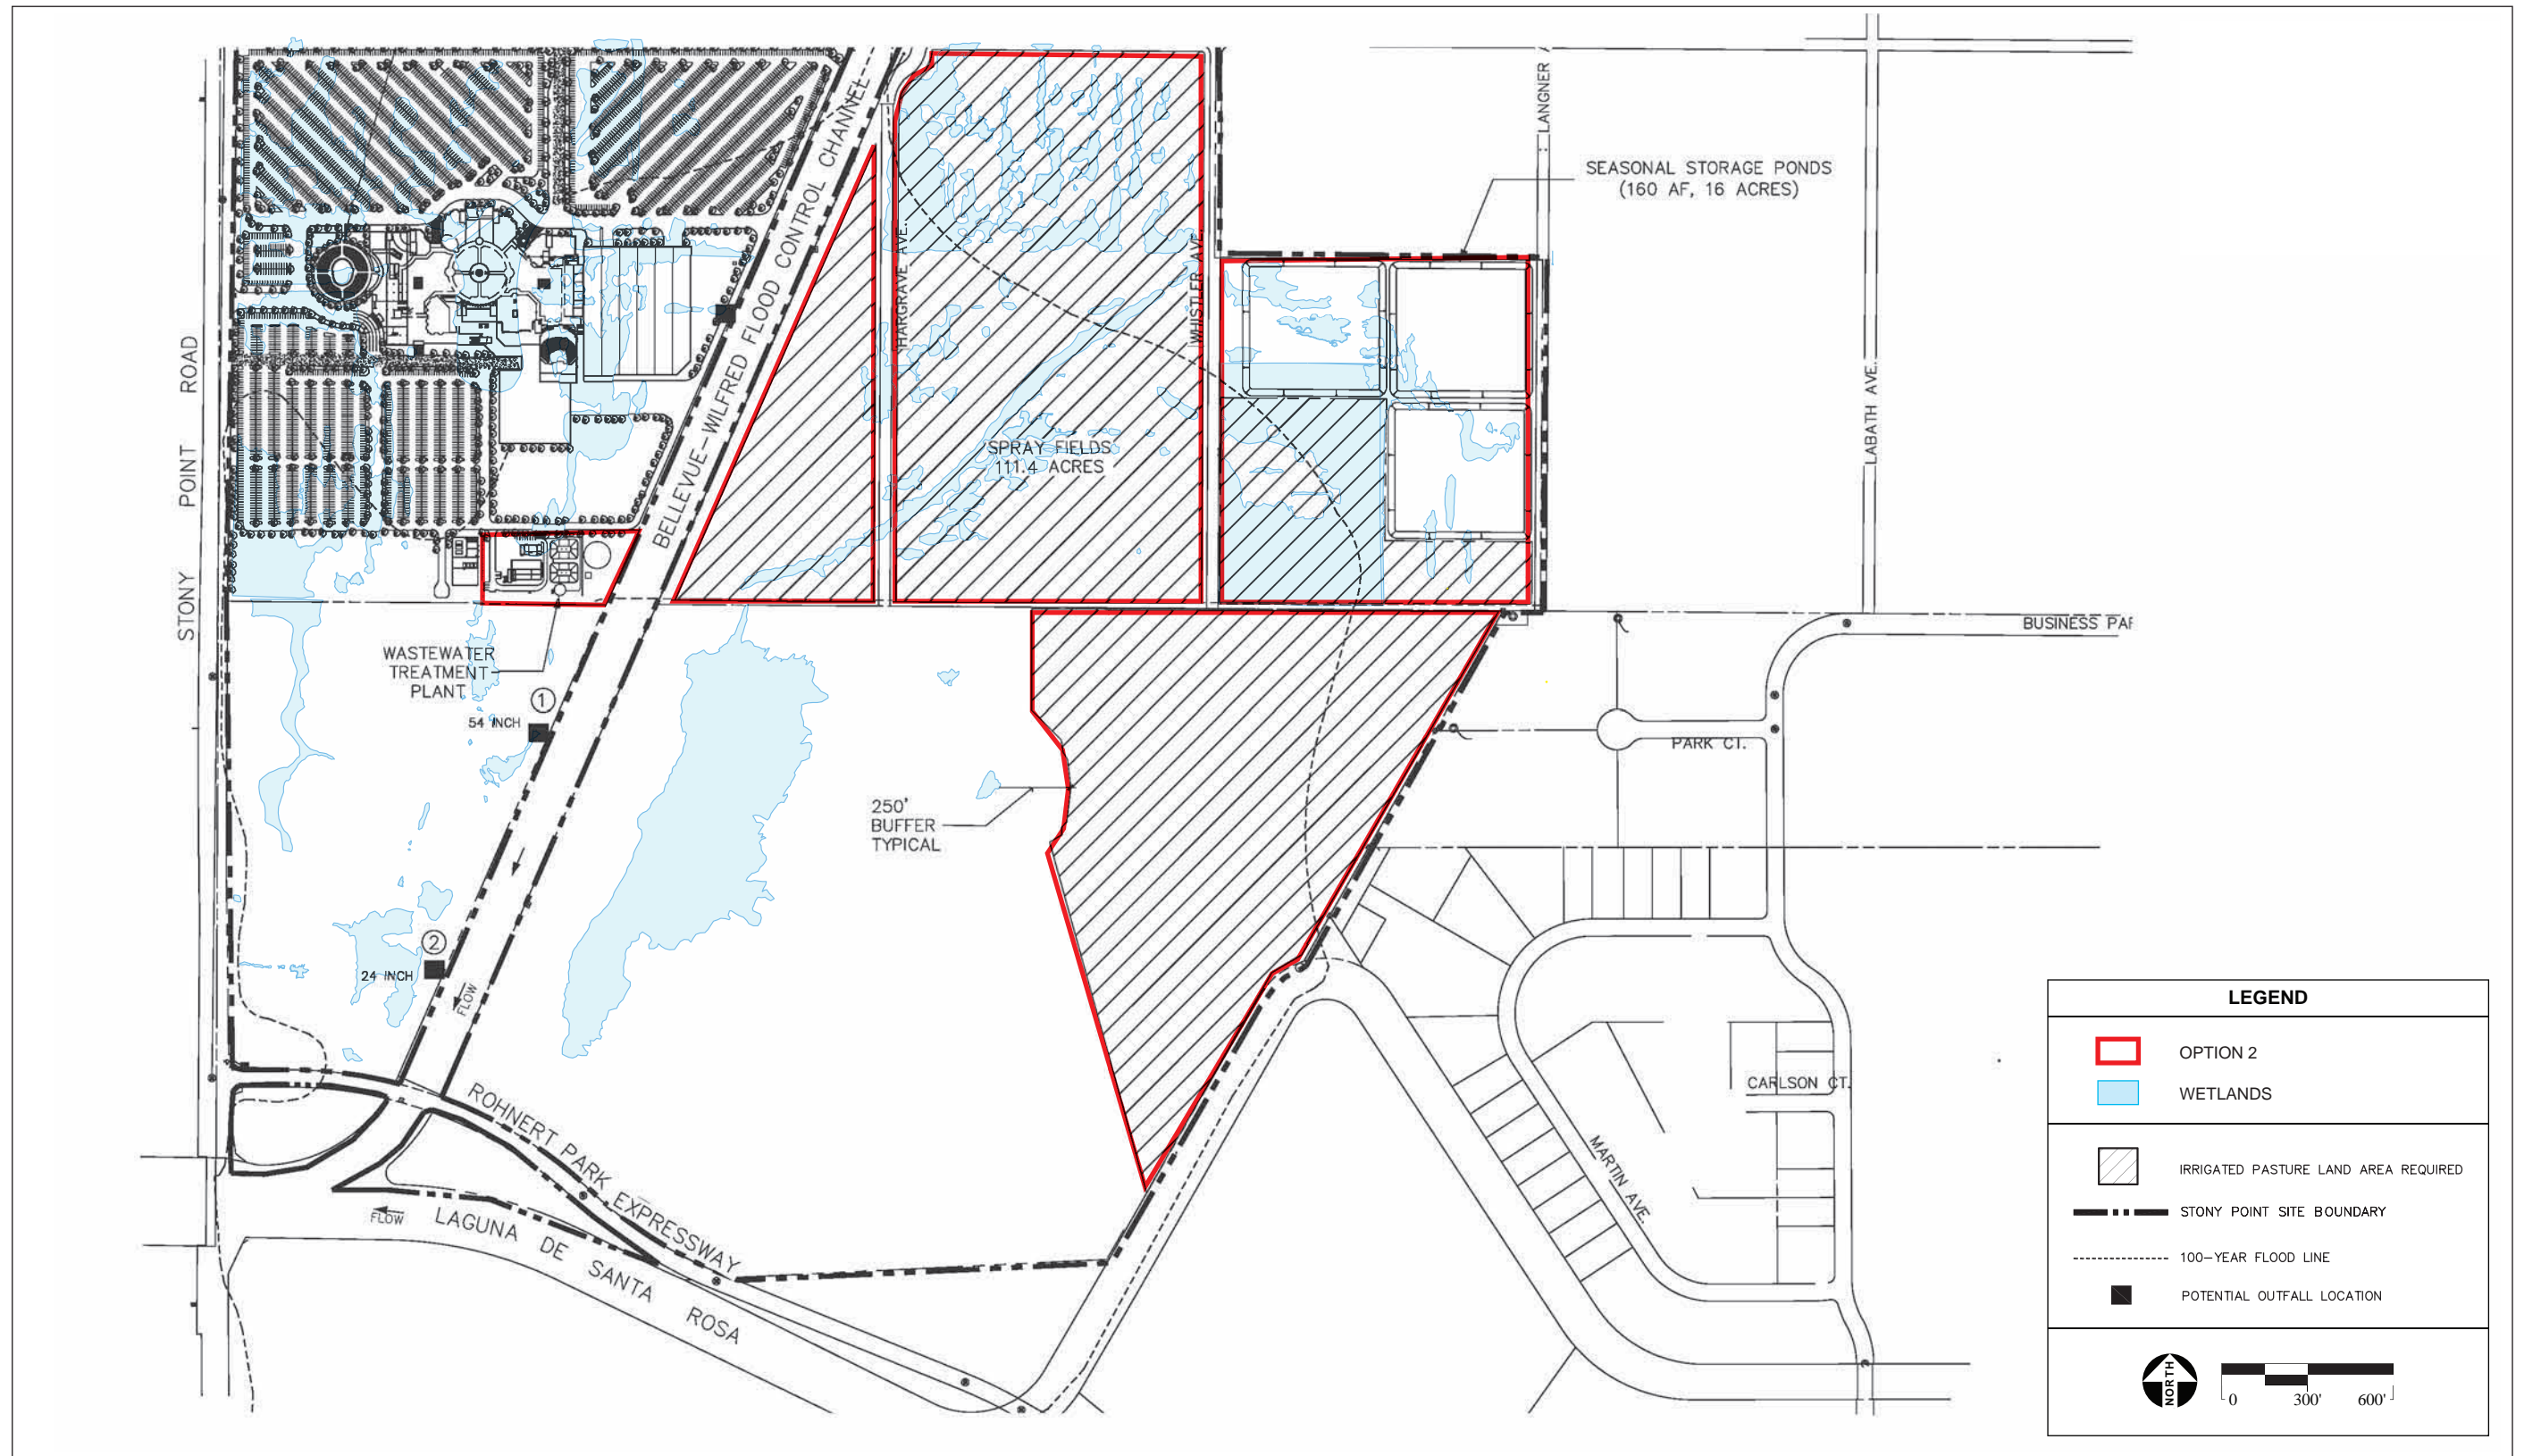 STONY POINT ROAD
BELLEVUE-WILFRED FLOOD CONTROL CHANNEL
HARGRAVE AVE.
WHISTLER AVE.
LANGNER
LABATH AVE.
SEASONAL STORAGE PONDS
(160 AF, 16 ACRES)
SPRAY FIELDS
111.4 ACRES
WASTEWATER
TREATMENT
PLANT
1
54 INCH
2
24 INCH
FLOW
250'
BUFFER
TYPICAL
BUSINESS PAR
PARK CT.
CARLSON CT.
MARTIN AVE.
ROHNERT PARK EXPRESSWAY
FLOW
LAGUNA DE SANTA ROSA
LEGEND
OPTION 2
WETLANDS
IRRIGATED PASTURE LAND AREA REQUIRED
STONY POINT SITE BOUNDARY
100-YEAR FLOOD LINE
POTENTIAL OUTFALL LOCATION
NORTH
0 300' 600'